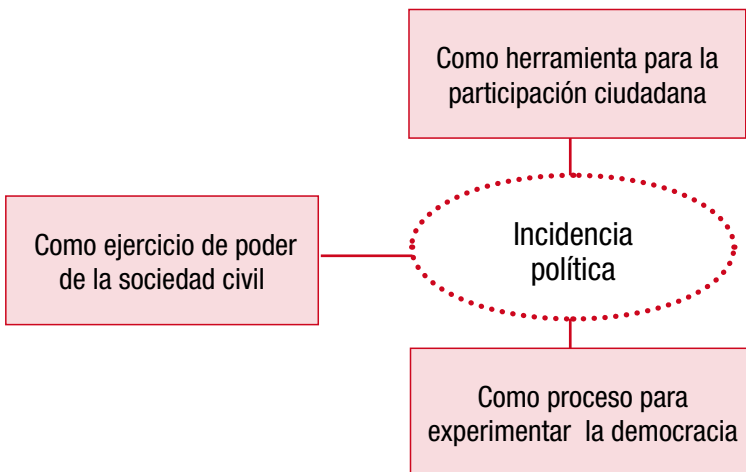 Como herramienta para la
participación ciudadana
Como ejercicio de poder
de la sociedad civil
Incidencia
política
Como proceso para
experimentar la democracia